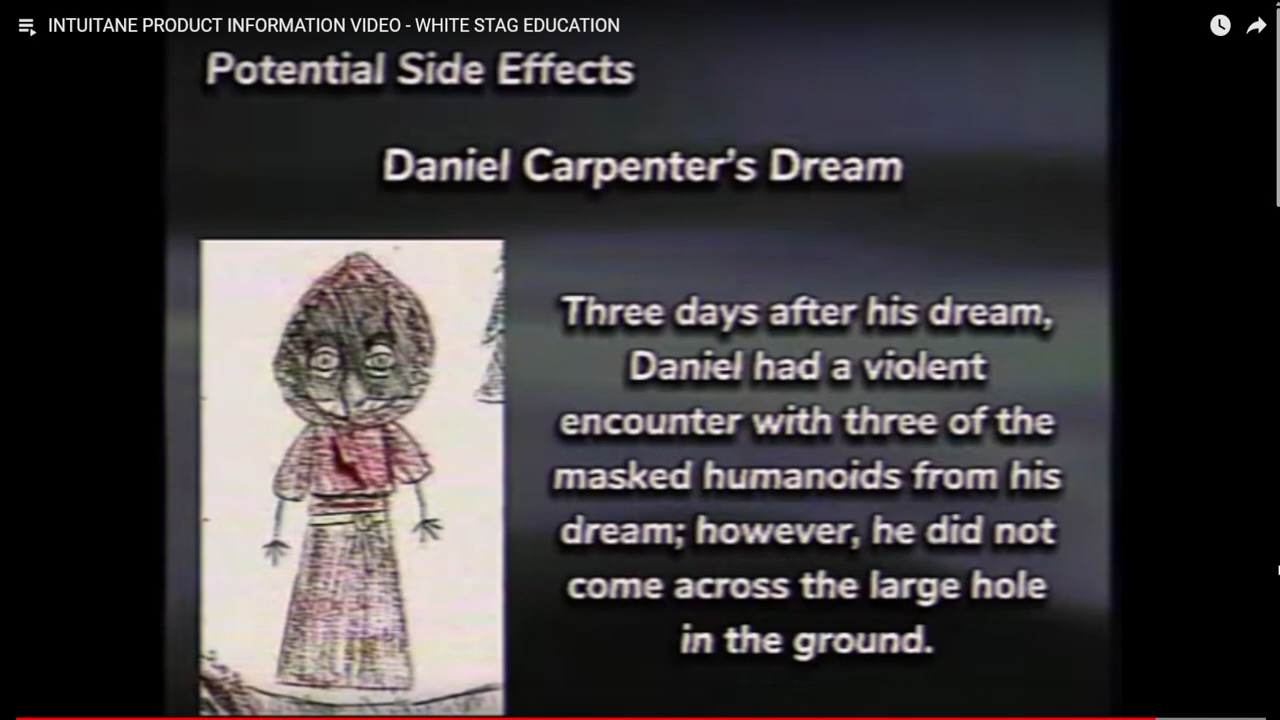 INTUITANE PRODUCT INFORMATION VIDEO - WHITE STAG EDUCATION
Potential Side Effects
Daniel Carpenter's Dream
Three days after his dream,
Daniel had a violent
encounter with three of the
masked humanoids from his
dream; however, he did not
come across the large hole
in the ground.